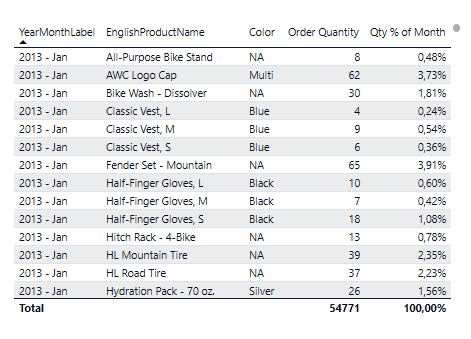 YearMonthLabel EnglishProductName Color Order Quantity Qty % of Month
2013 - Jan All-Purpose Bike Stand NA 8 0,48%
2013 - Jan AWC Logo Cap Multi 62 3,73%
2013 - Jan Bike Wash - Dissolver NA 30 1,81%
2013 - Jan Classic Vest, L Blue 4 0,24%
2013 - Jan Classic Vest, M Blue 9 0,54%
2013 - Jan Classic Vest, S Blue 6 0,36%
2013 - Jan Fender Set - Mountain NA 65 3,91%
2013 - Jan Half-Finger Gloves, L Black 10 0,60%
2013 - Jan Half-Finger Gloves, M Black 7 0,42%
2013 - Jan Half-Finger Gloves, S Black 18 1,08%
2013 - Jan Hitch Rack - 4-Bike NA 13 0,78%
2013 - Jan HL Mountain Tire NA 39 2,35%
2013 - Jan HL Road Tire NA 37 2,23%
2013 - Jan Hydration Pack - 70 oz. Silver 26 1,56%
Total 54771 100,00%